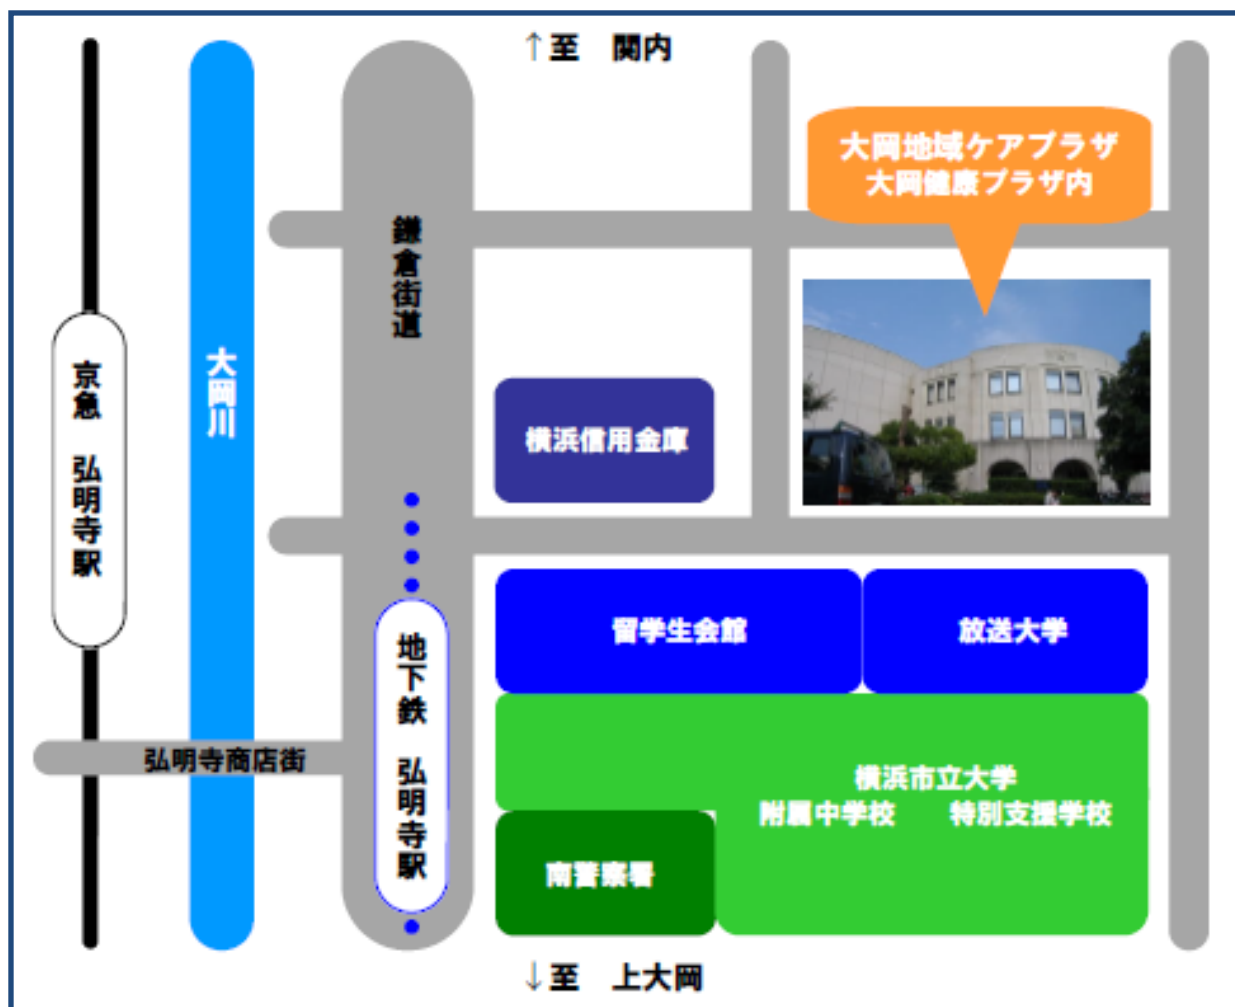 ↑至　関内
大岡地域ケアプラザ
大岡健康プラザ内
鎌倉街道
京急　弘明寺駅
大岡川
横浜信用金庫
留学生会館
放送大学
地下鉄　弘明寺駅
弘明寺商店街
横浜市立大学
附属中学校　　特別支援学校
南警察署
↓至　上大岡